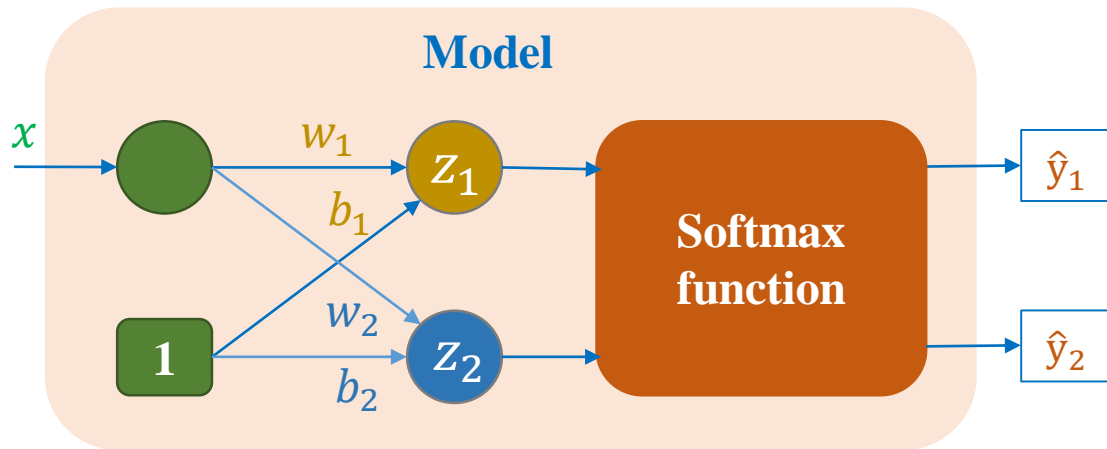 Model
x
w₁
z₁
ŷ₁
b₁
Softmax
function
w₂
1
z₂
ŷ₂
b₂